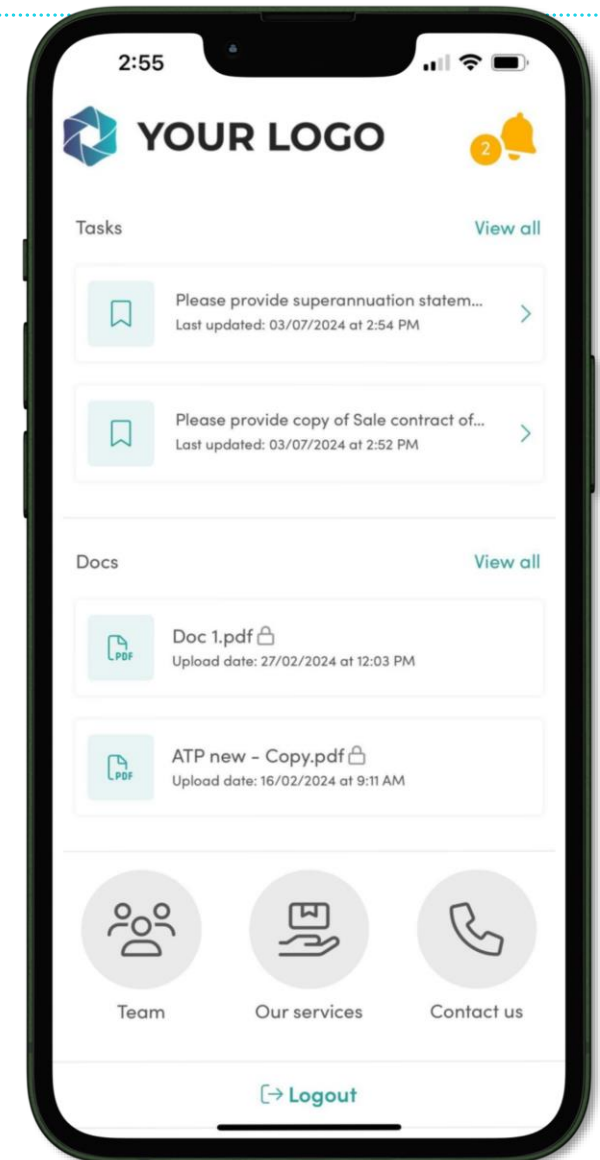 2:55
YOUR LOGO
2
Tasks View all
Please provide superannuation statem...
Last updated: 03/07/2024 at 2:54 PM
Please provide copy of Sale contract of...
Last updated: 03/07/2024 at 2:52 PM
Docs View all
PDF
Doc 1.pdf
Upload date: 27/02/2024 at 12:03 PM
PDF
ATP new - Copy.pdf
Upload date: 16/02/2024 at 9:11 AM
Team Our services Contact us
Logout